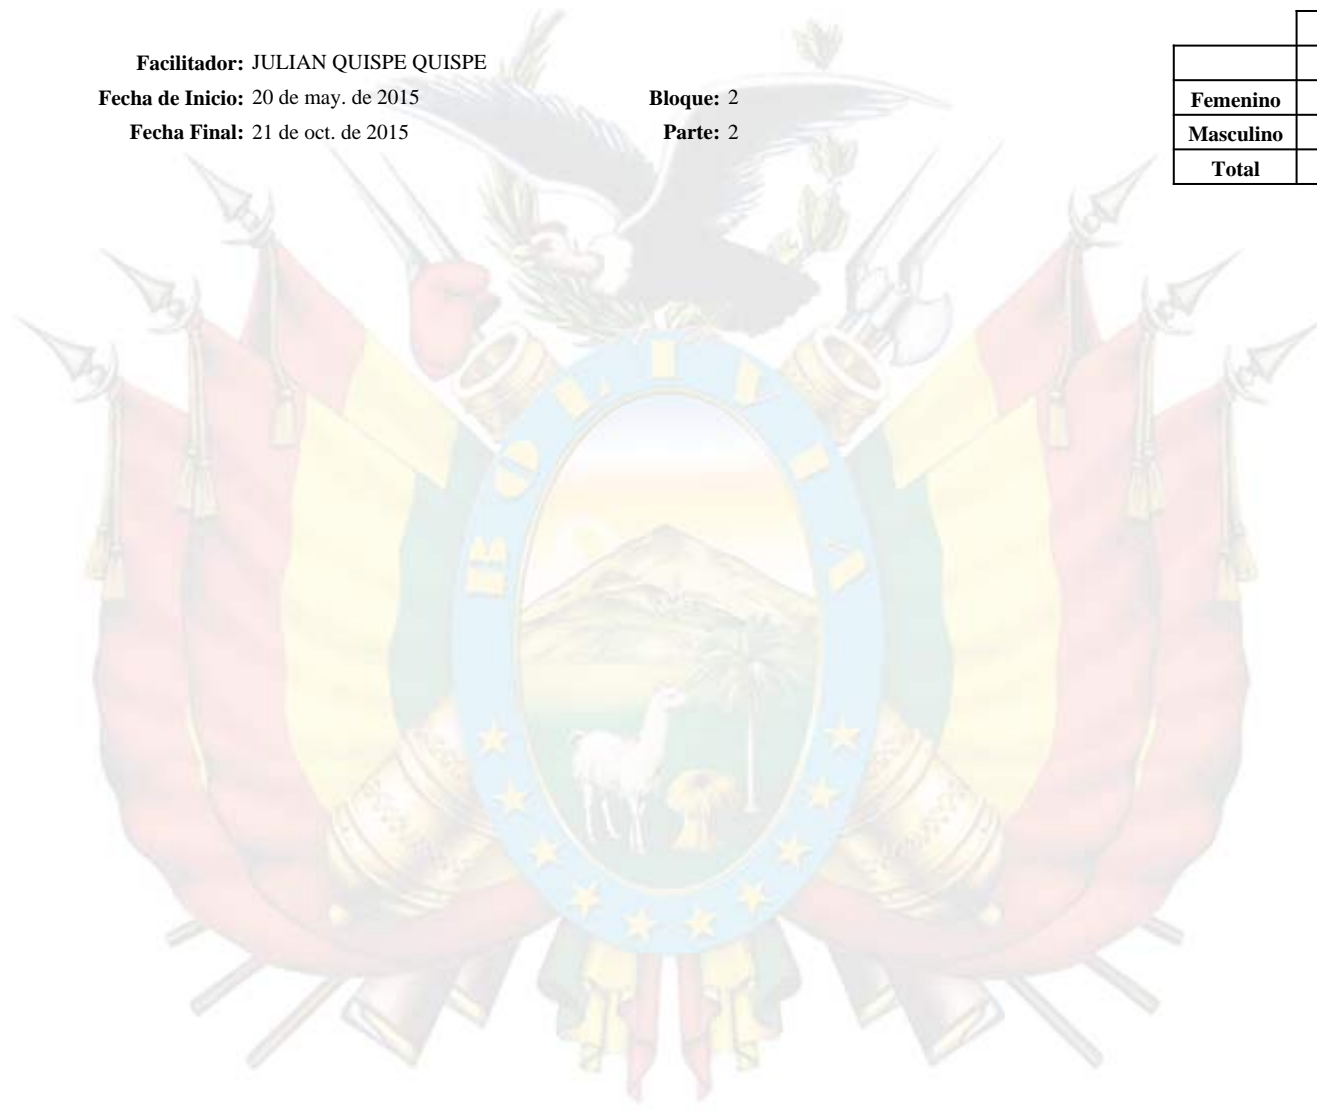 Facilitador: JULIAN QUISPE QUISPE
Fecha de Inicio: 20 de may. de 2015 Bloque: 2
Fecha Final: 21 de oct. de 2015 Parte: 2
Femenino
Masculino
Total
BOLIVIA